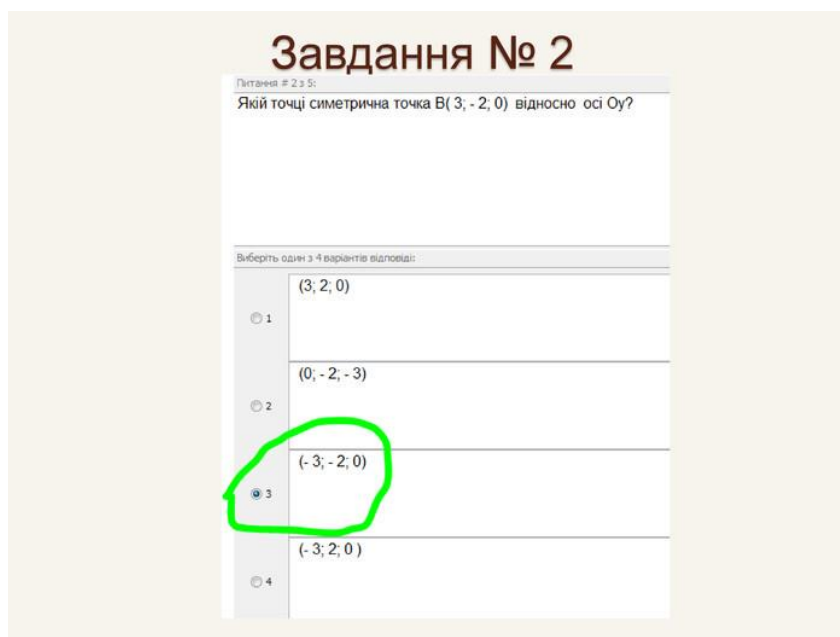 Завдання № 2
Питання # 2 з 5:
Якій точці симетрична точка В( 3; - 2; 0) відносно осі Оу?
Виберіть один з 4 варіантів відповіді:
(3; 2; 0)
1
(0; - 2; - 3)
2
(- 3; - 2; 0)
3
(- 3; 2; 0 )
4